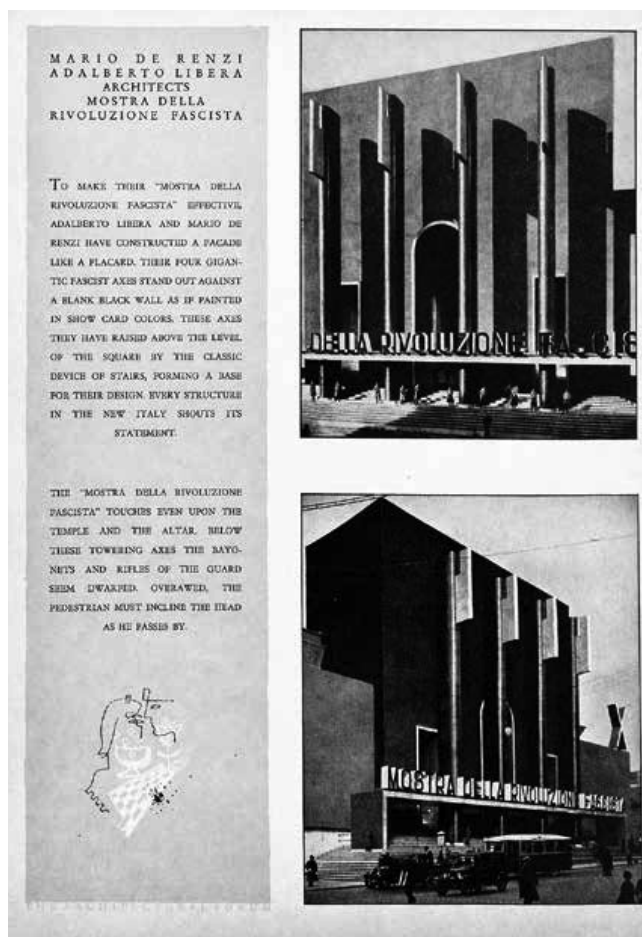 MARIO DE RENZI
ADALBERTO LIBERA
ARCHITECTS
MOSTRA DELLA
RIVOLUZIONE FASCISTA
TO MAKE THEIR "MOSTRA DELLA
RIVOLUZIONE FASCISTA" EFFECTIVE,
ADALBERTO LIBERA AND MARIO DE
RENZI HAVE CONSTRUCTED A FACADE
LIKE A PLACARD. THEIR FOUR GIGAN-
TIC FASCIST AXES STAND OUT AGAINST
A BLANK BLACK WALL AS IF PAINTED
IN SHOW CARD COLORS. THESE AXES
THEY HAVE RAISED ABOVE THE LEVEL
OF THE SQUARE BY THE CLASSIC
DEVICE OF STAIRS, FORMING A BASE
FOR THEIR DESIGN. EVERY STRUCTURE
IN THE NEW ITALY SHOUTS ITS
STATEMENT.
THE "MOSTRA DELLA RIVOLUZIONE
FASCISTA" TOUCHES EVEN UPON THE
TEMPLE AND THE ALTAR. BELOW
THESE TOWERING AXES THE BAYO-
NETS AND RIFLES OF THE GUARD
SEEM DWARFED. OVERAWED, THE
PEDESTRIAN MUST INCLINE THE HEAD
AS HE PASSES BY.
DELLA RIVOLUZIONE FASCIS
MOSTRA DELLA RIVOLUZIONE FASCISTA
X